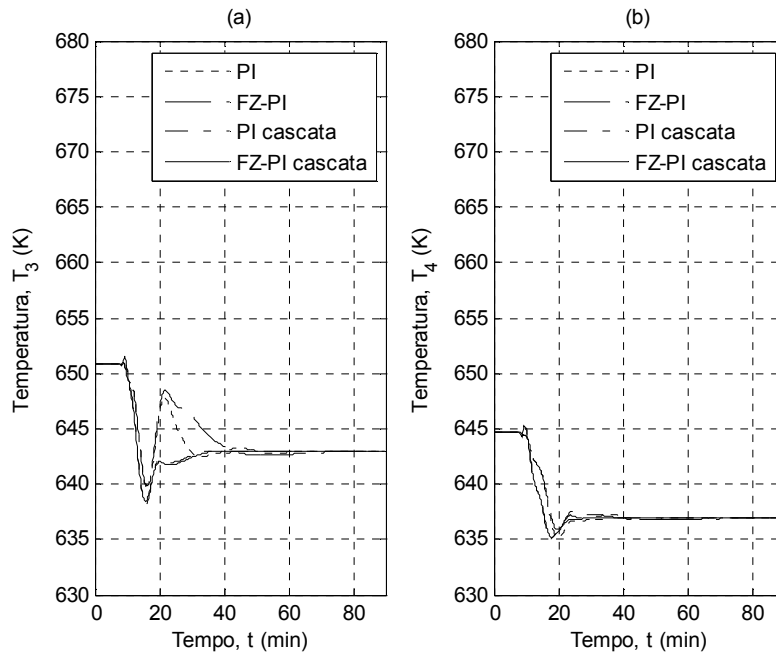 (a)
680
675
670
665
660
655
650
645
640
635
630
Temperatura, T3 (K)
PI
FZ-PI
PI cascata
FZ-PI cascata
0 20 40 60 80
Tempo, t (min)
(b)
680
675
670
665
660
655
650
645
640
635
630
Temperatura, T4 (K)
PI
FZ-PI
PI cascata
FZ-PI cascata
0 20 40 60 80
Tempo, t (min)